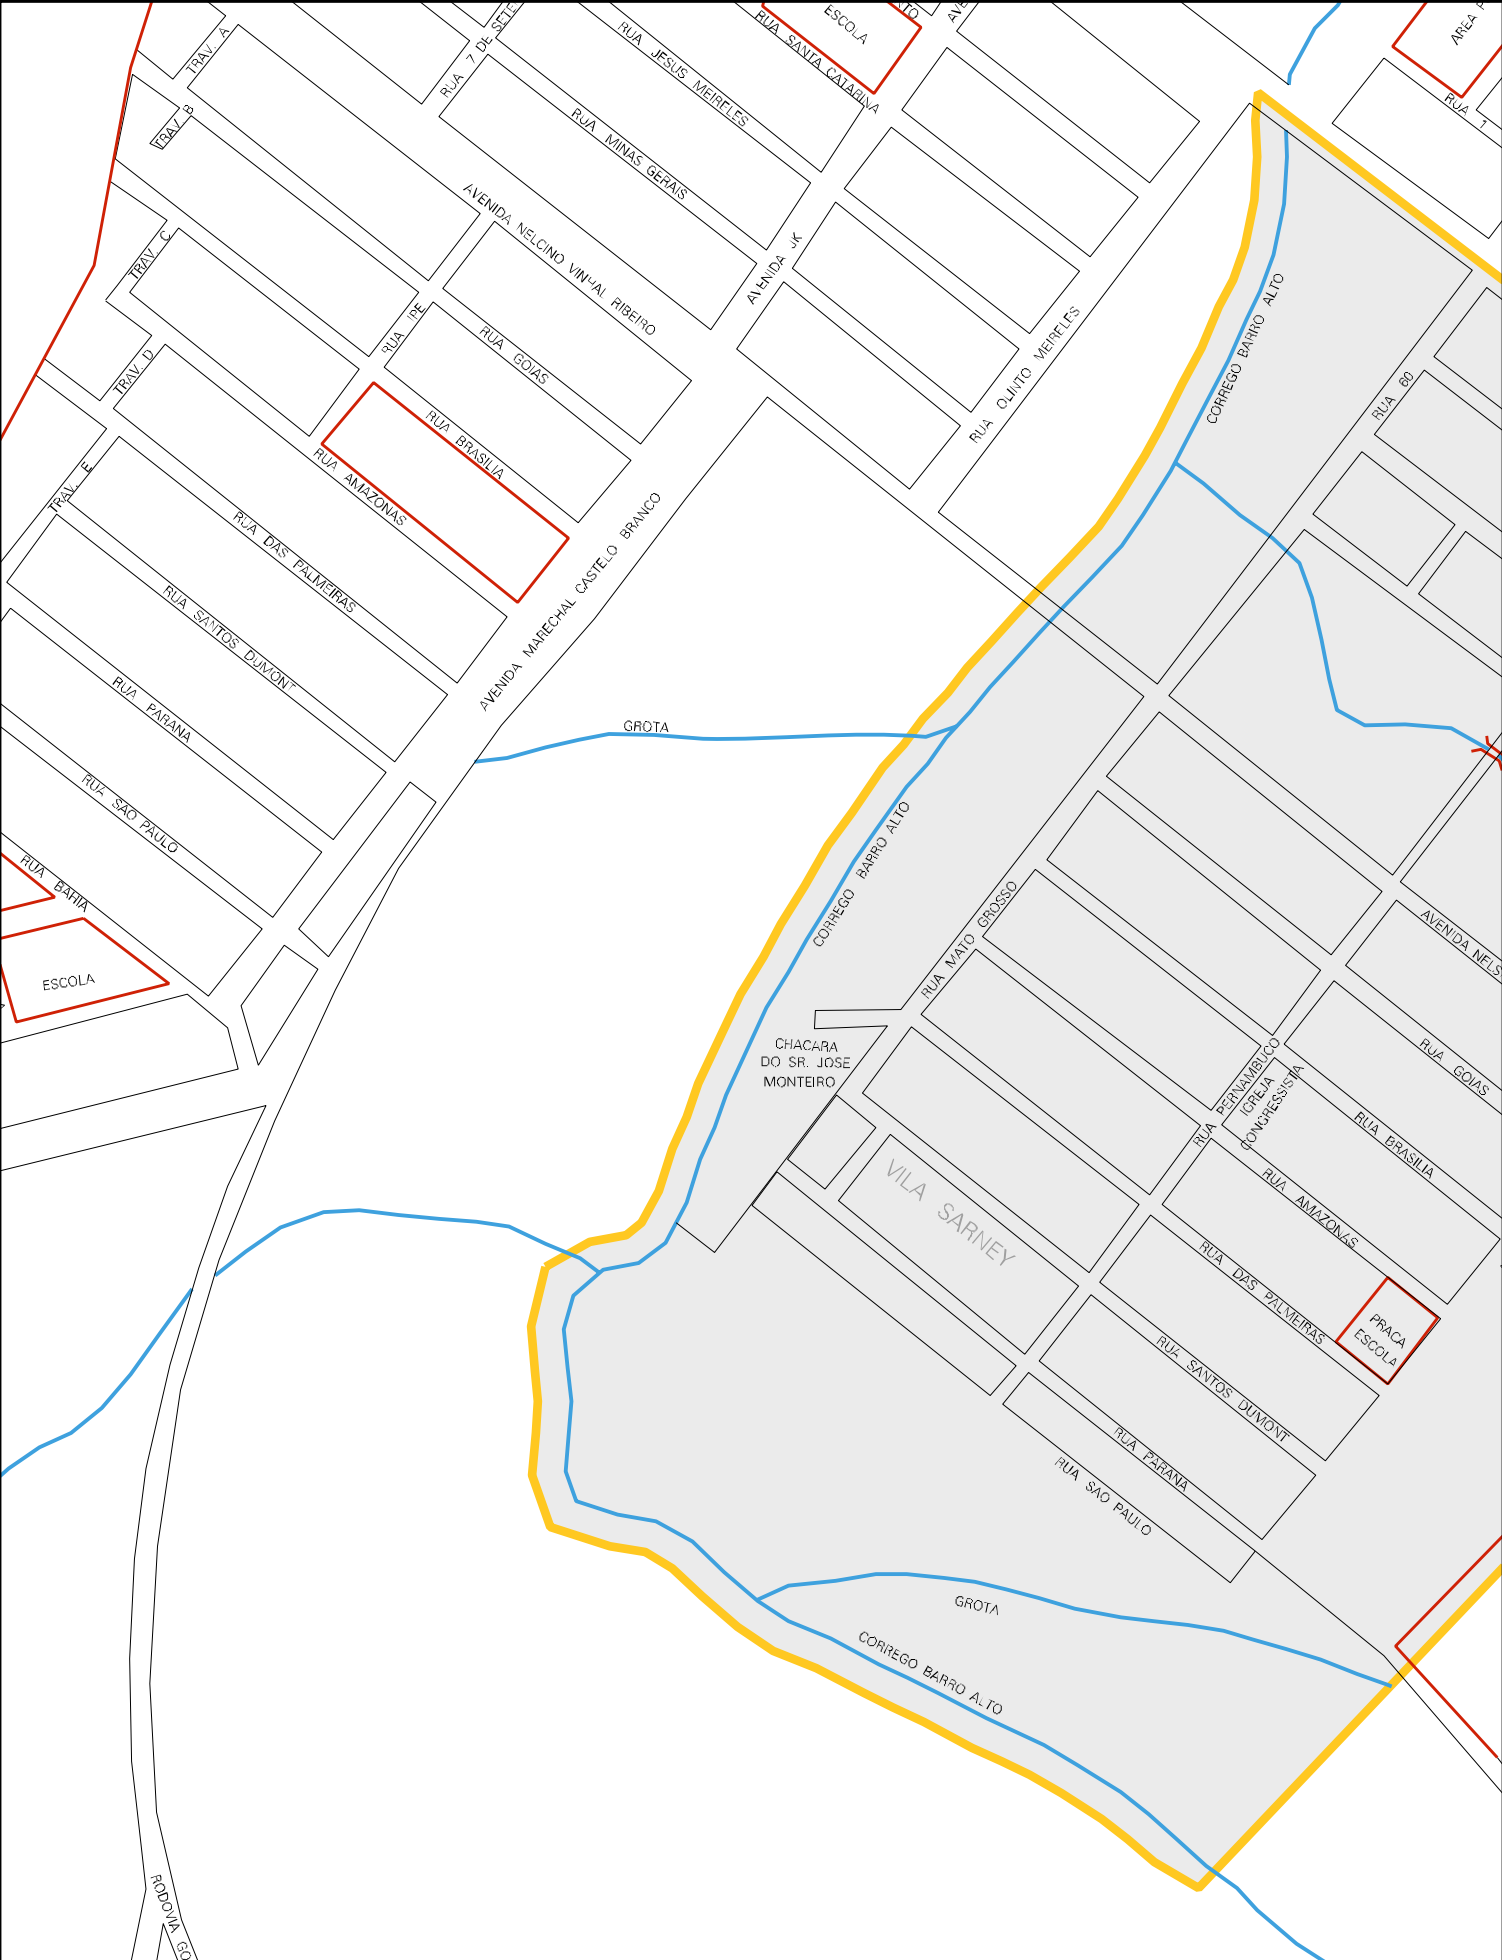 TRAV. A
RUA 7 DE SETE
RUA JESUS MEIRELES
RUA SANTA CATARINA
ESCOLA
AREA
RUA 1
TRAV. B
RUA MINAS GERAIS
AVENIDA NELCINO VINHAL RIBEIRO
AVENIDA JK
TRAV. C
RUA IPE
RUA GOIAS
RUA OLINTO MEIRELES
CORREGO BARRO ALTO
RUA 60
TRAV. D
RUA BRASILIA
RUA AMAZONAS
TRAV. E
RUA DAS PALMEIRAS
AVENIDA MARECHAL CASTELO BRANCO
RUA SANTOS DUMONT
RUA PARANA
GROTA
RUA SAO PAULO
CORREGO BARRO ALTO
RUA BAHIA
RUA MATO GROSSO
AVENIDA NELS
ESCOLA
CHACARA
DO SR. JOSE
MONTEIRO
RUA PERNAMBUCO
IGREJA
CONGRESSISTA
RUA GOIAS
RUA BRASILIA
VILA SARNEY
RUA AMAZONAS
RUA DAS PALMEIRAS
PRACA
ESCOLA
RUA SANTOS DUMONT
RUA PARANA
RUA SAO PAULO
GROTA
CORREGO BARRO ALTO
RODOVIA GO